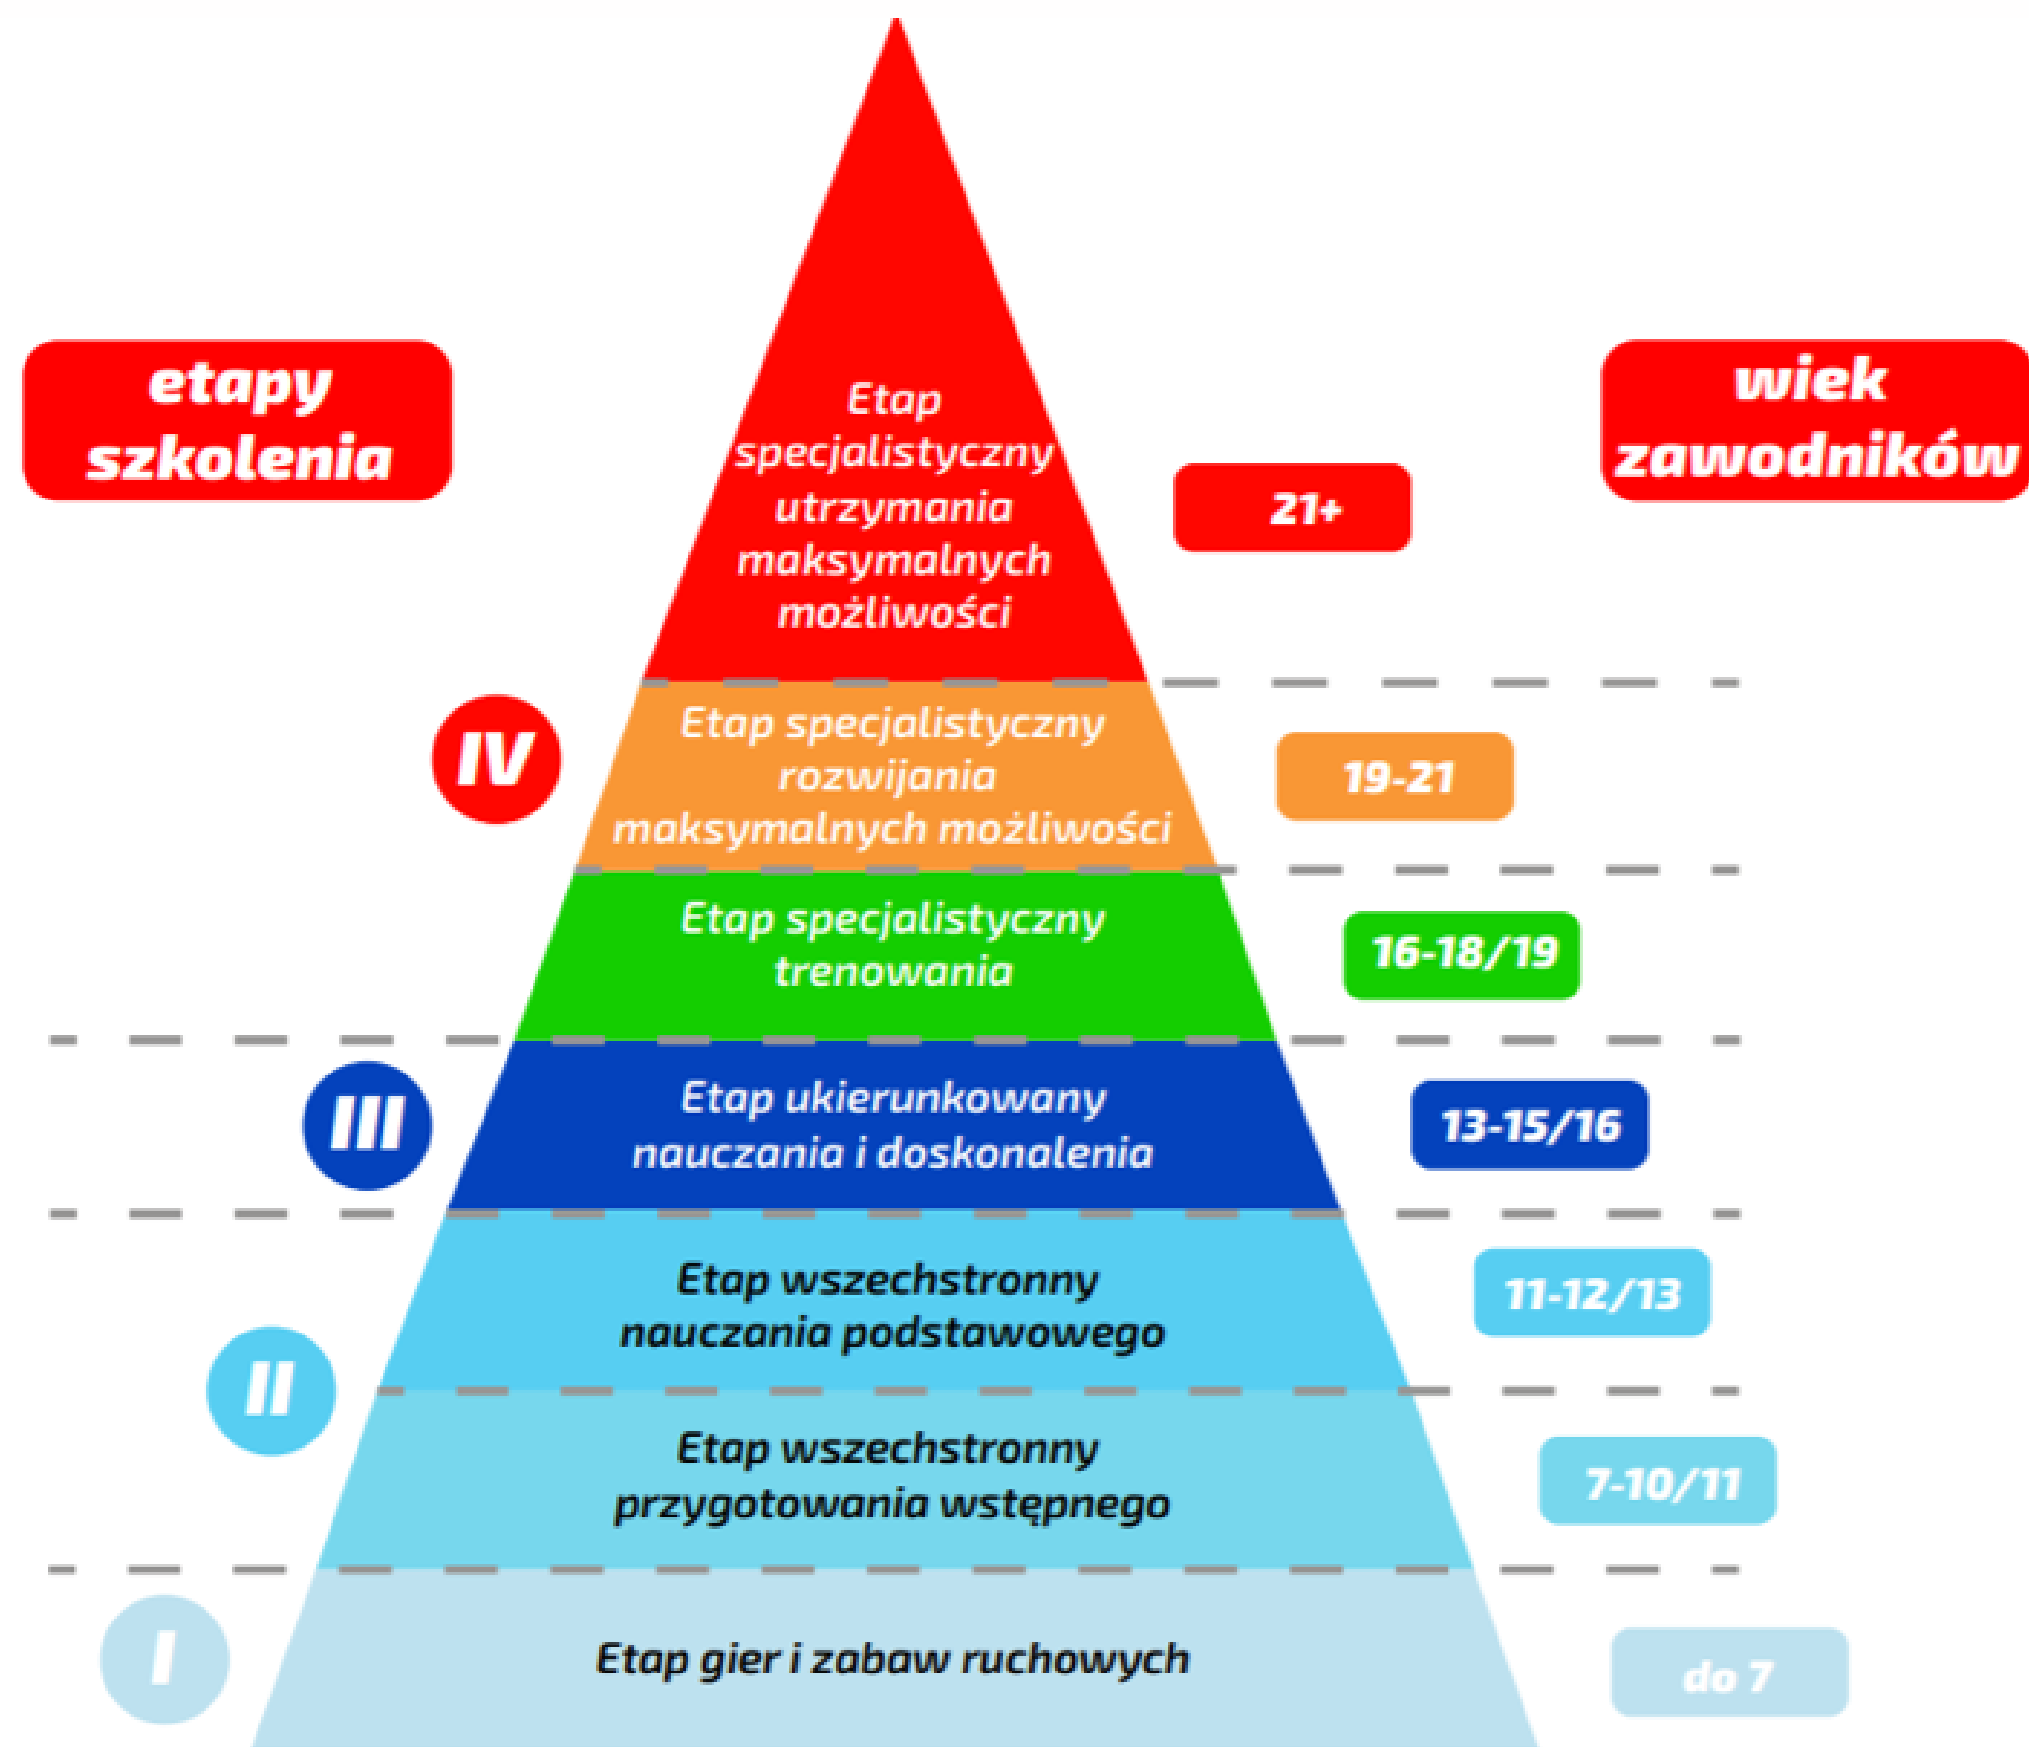 etapy
szkolenia
wiek
zawodników
Etap
specjalistyczny
utrzymania
maksymalnych
możliwości
21+
IV
Etap specjalistyczny
rozwijania
maksymalnych możliwości
19-21
Etap specjalistyczny
trenowania
16-18/19
III
Etap ukierunkowany
nauczania i doskonalenia
13-15/16
II
Etap wszechstronny
nauczania podstawowego
11-12/13
Etap wszechstronny
przygotowania wstępnego
7-10/11
I
Etap gier i zabaw ruchowych
do 7